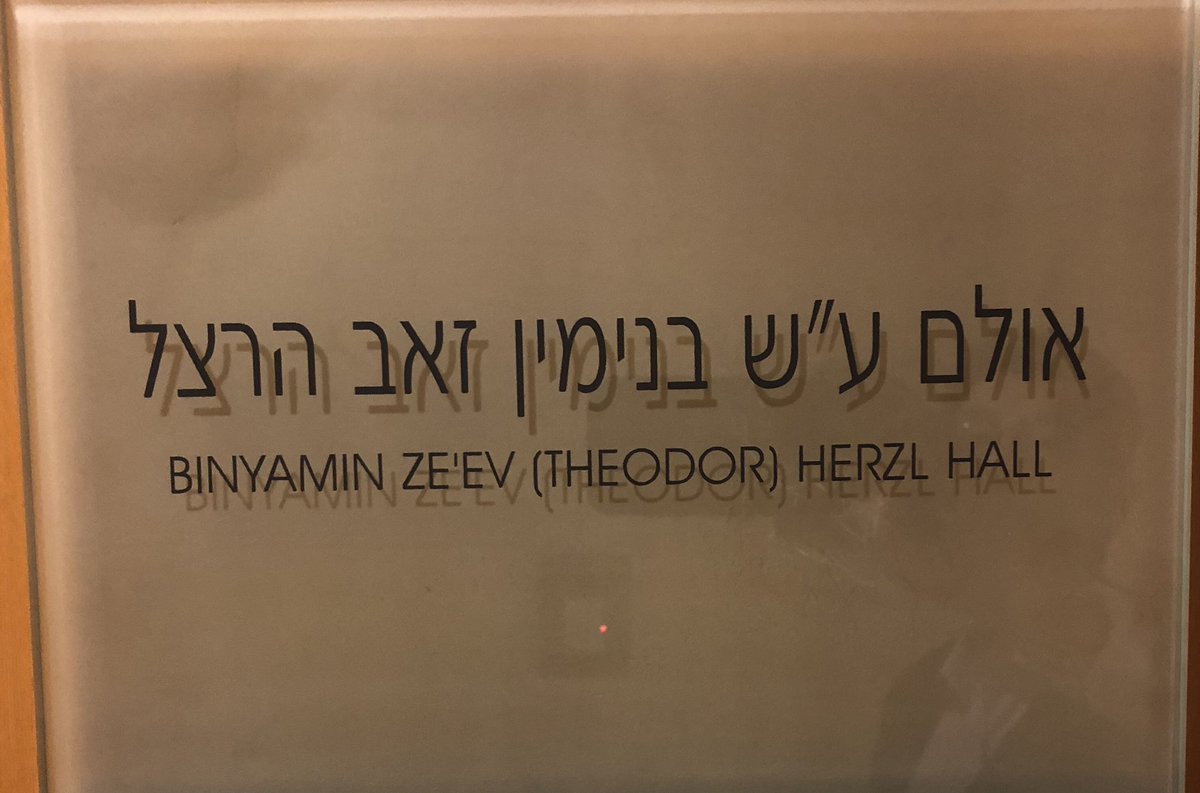 אולם ע״ש בנימין זאב הרצל
BINYAMIN ZE'EV (THEODOR) HERZL HALL